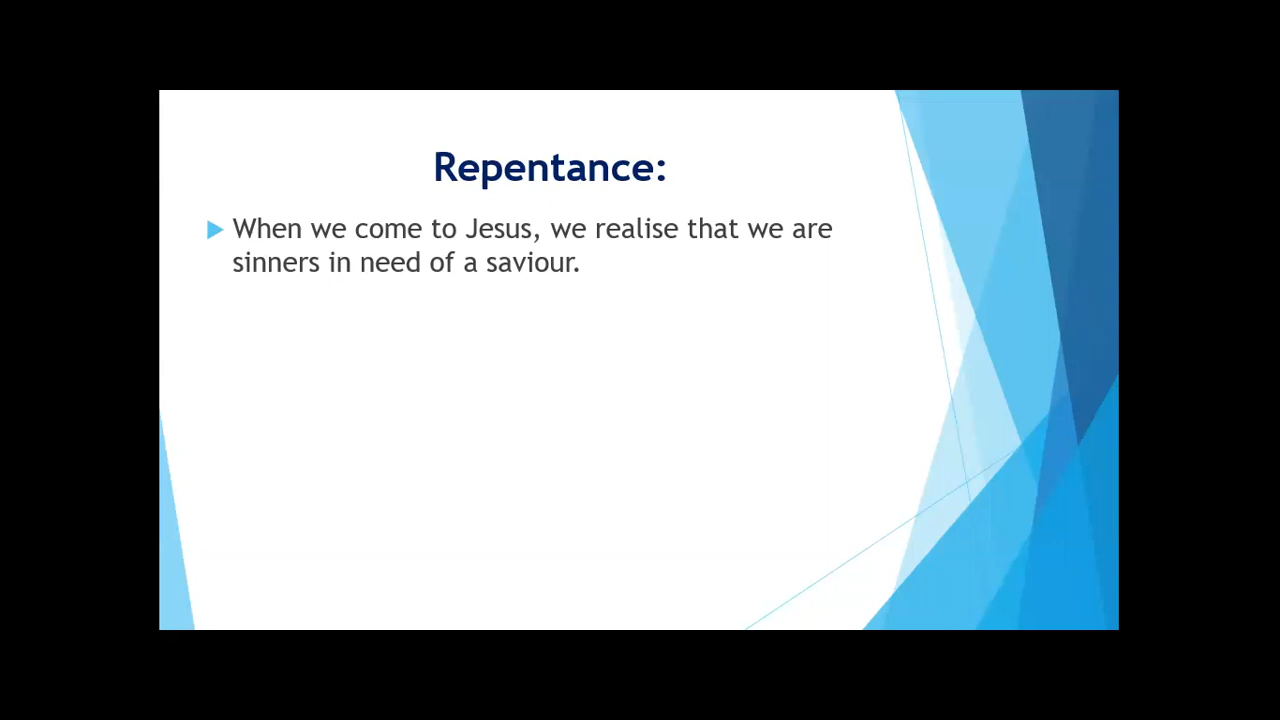 Repentance:
When we come to Jesus, we realise that we are
sinners in need of a saviour.